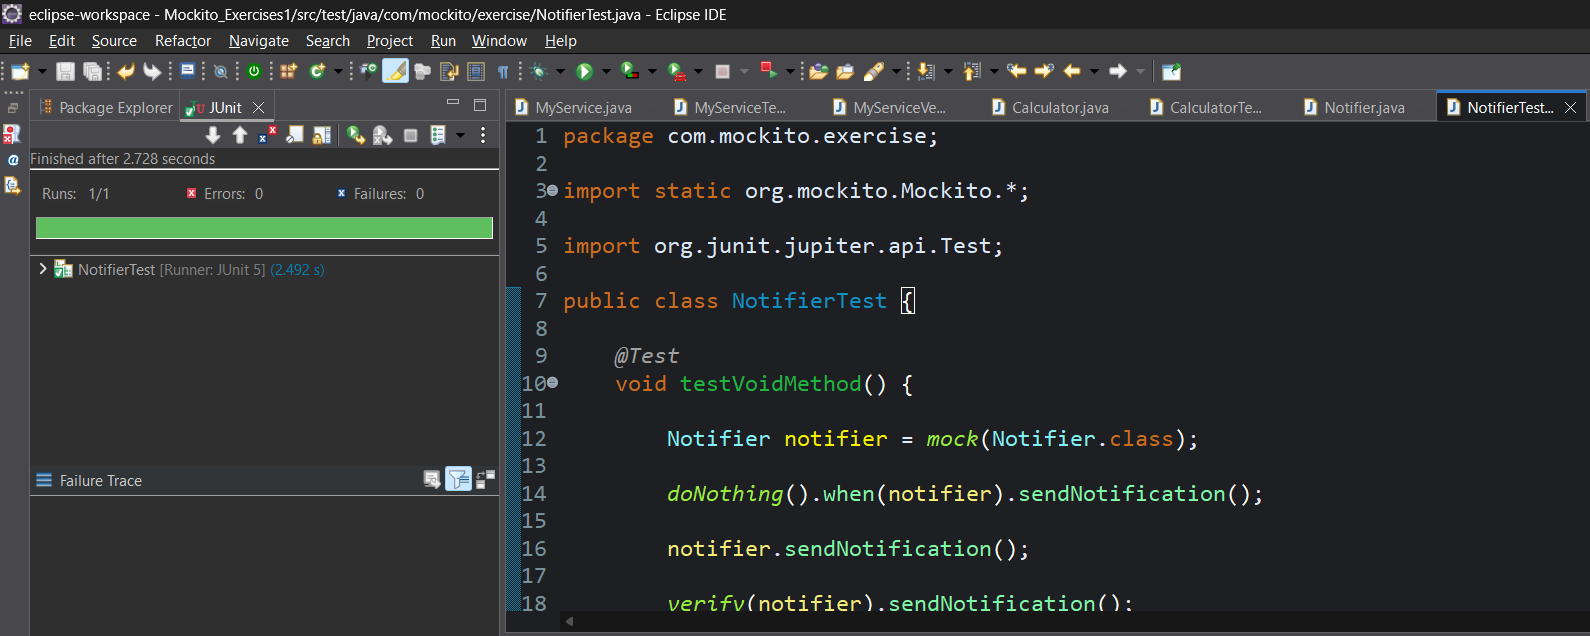 eclipse-workspace - Mockito_Exercises1/src/test/java/com/mockito/exercise/NotifierTest.java - Eclipse IDE
File Edit Source Refactor Navigate Search Project Run Window Help
Package Explorer JUnit
Finished after 2.728 seconds
Runs: 1/1 Errors: 0 Failures: 0
NotifierTest [Runner: JUnit 5] (2.492 s)
Failure Trace
MyService.java MyServiceTe... MyServiceVe... Calculator.java CalculatorTe... Notifier.java NotifierTest...
1 package com.mockito.exercise;
2
3 import static org.mockito.Mockito.*;
4
5 import org.junit.jupiter.api.Test;
6
7 public class NotifierTest {
8
9 @Test
10 void testVoidMethod() {
11
12 Notifier notifier = mock(Notifier.class);
13
14 doNothing().when(notifier).sendNotification();
15
16 notifier.sendNotification();
17
18 verify(notifier).sendNotification();